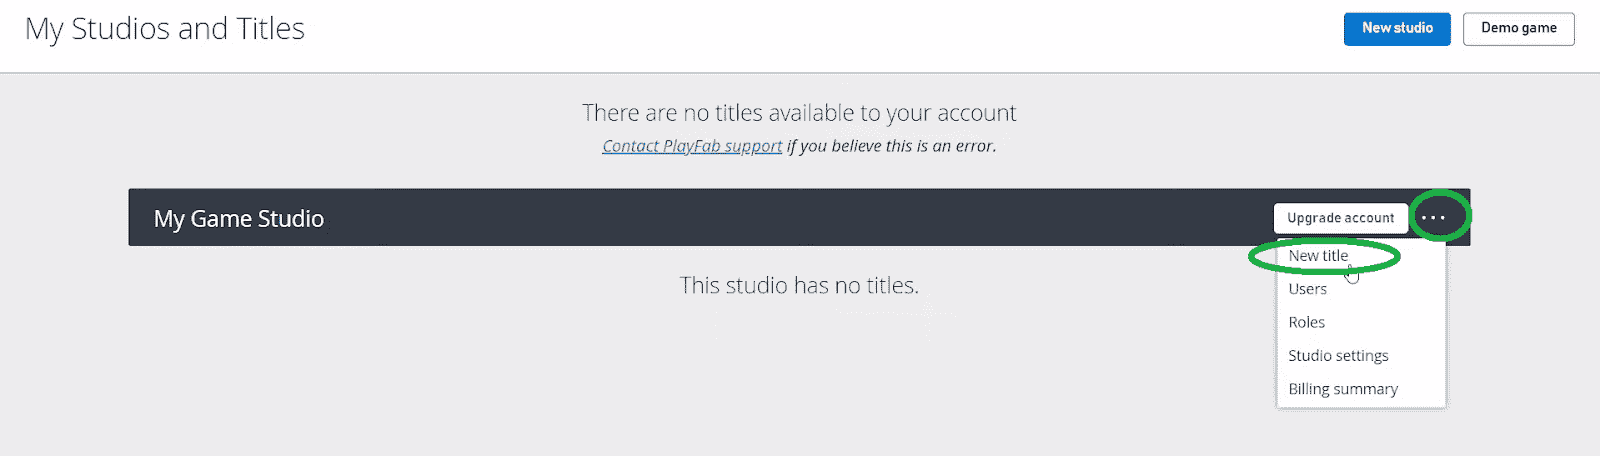 My Studios and Titles
New studio
Demo game
There are no titles available to your account
Contact PlayFab support if you believe this is an error.
My Game Studio
Upgrade account
...
New title
This studio has no titles.
Users
Roles
Studio settings
Billing summary